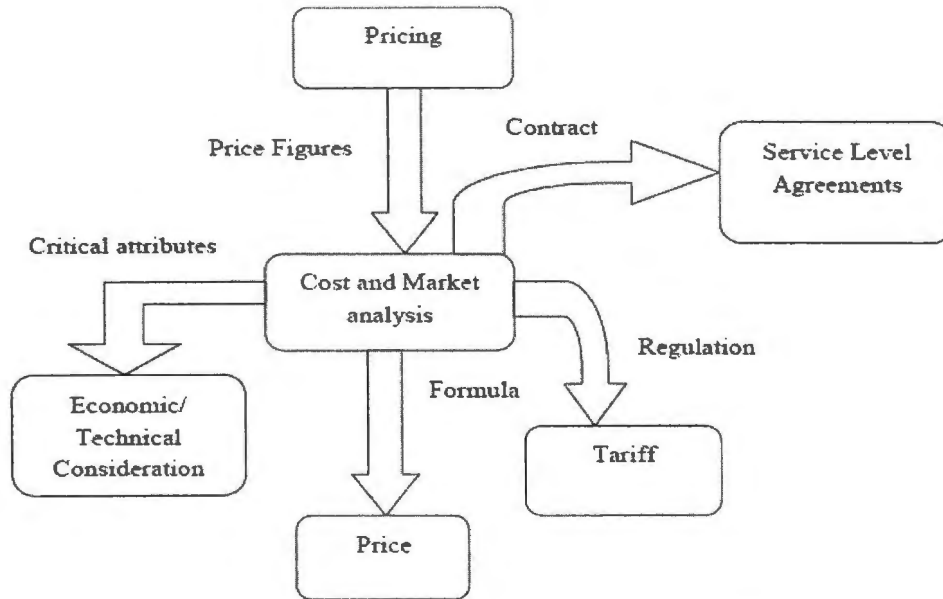 Pricing
Contract
Price Figures
Service Level
Agreements
Critical attributes
Cost and Market
analysis
Regulation
Formula
Economic/
Technical
Consideration
Tariff
Price